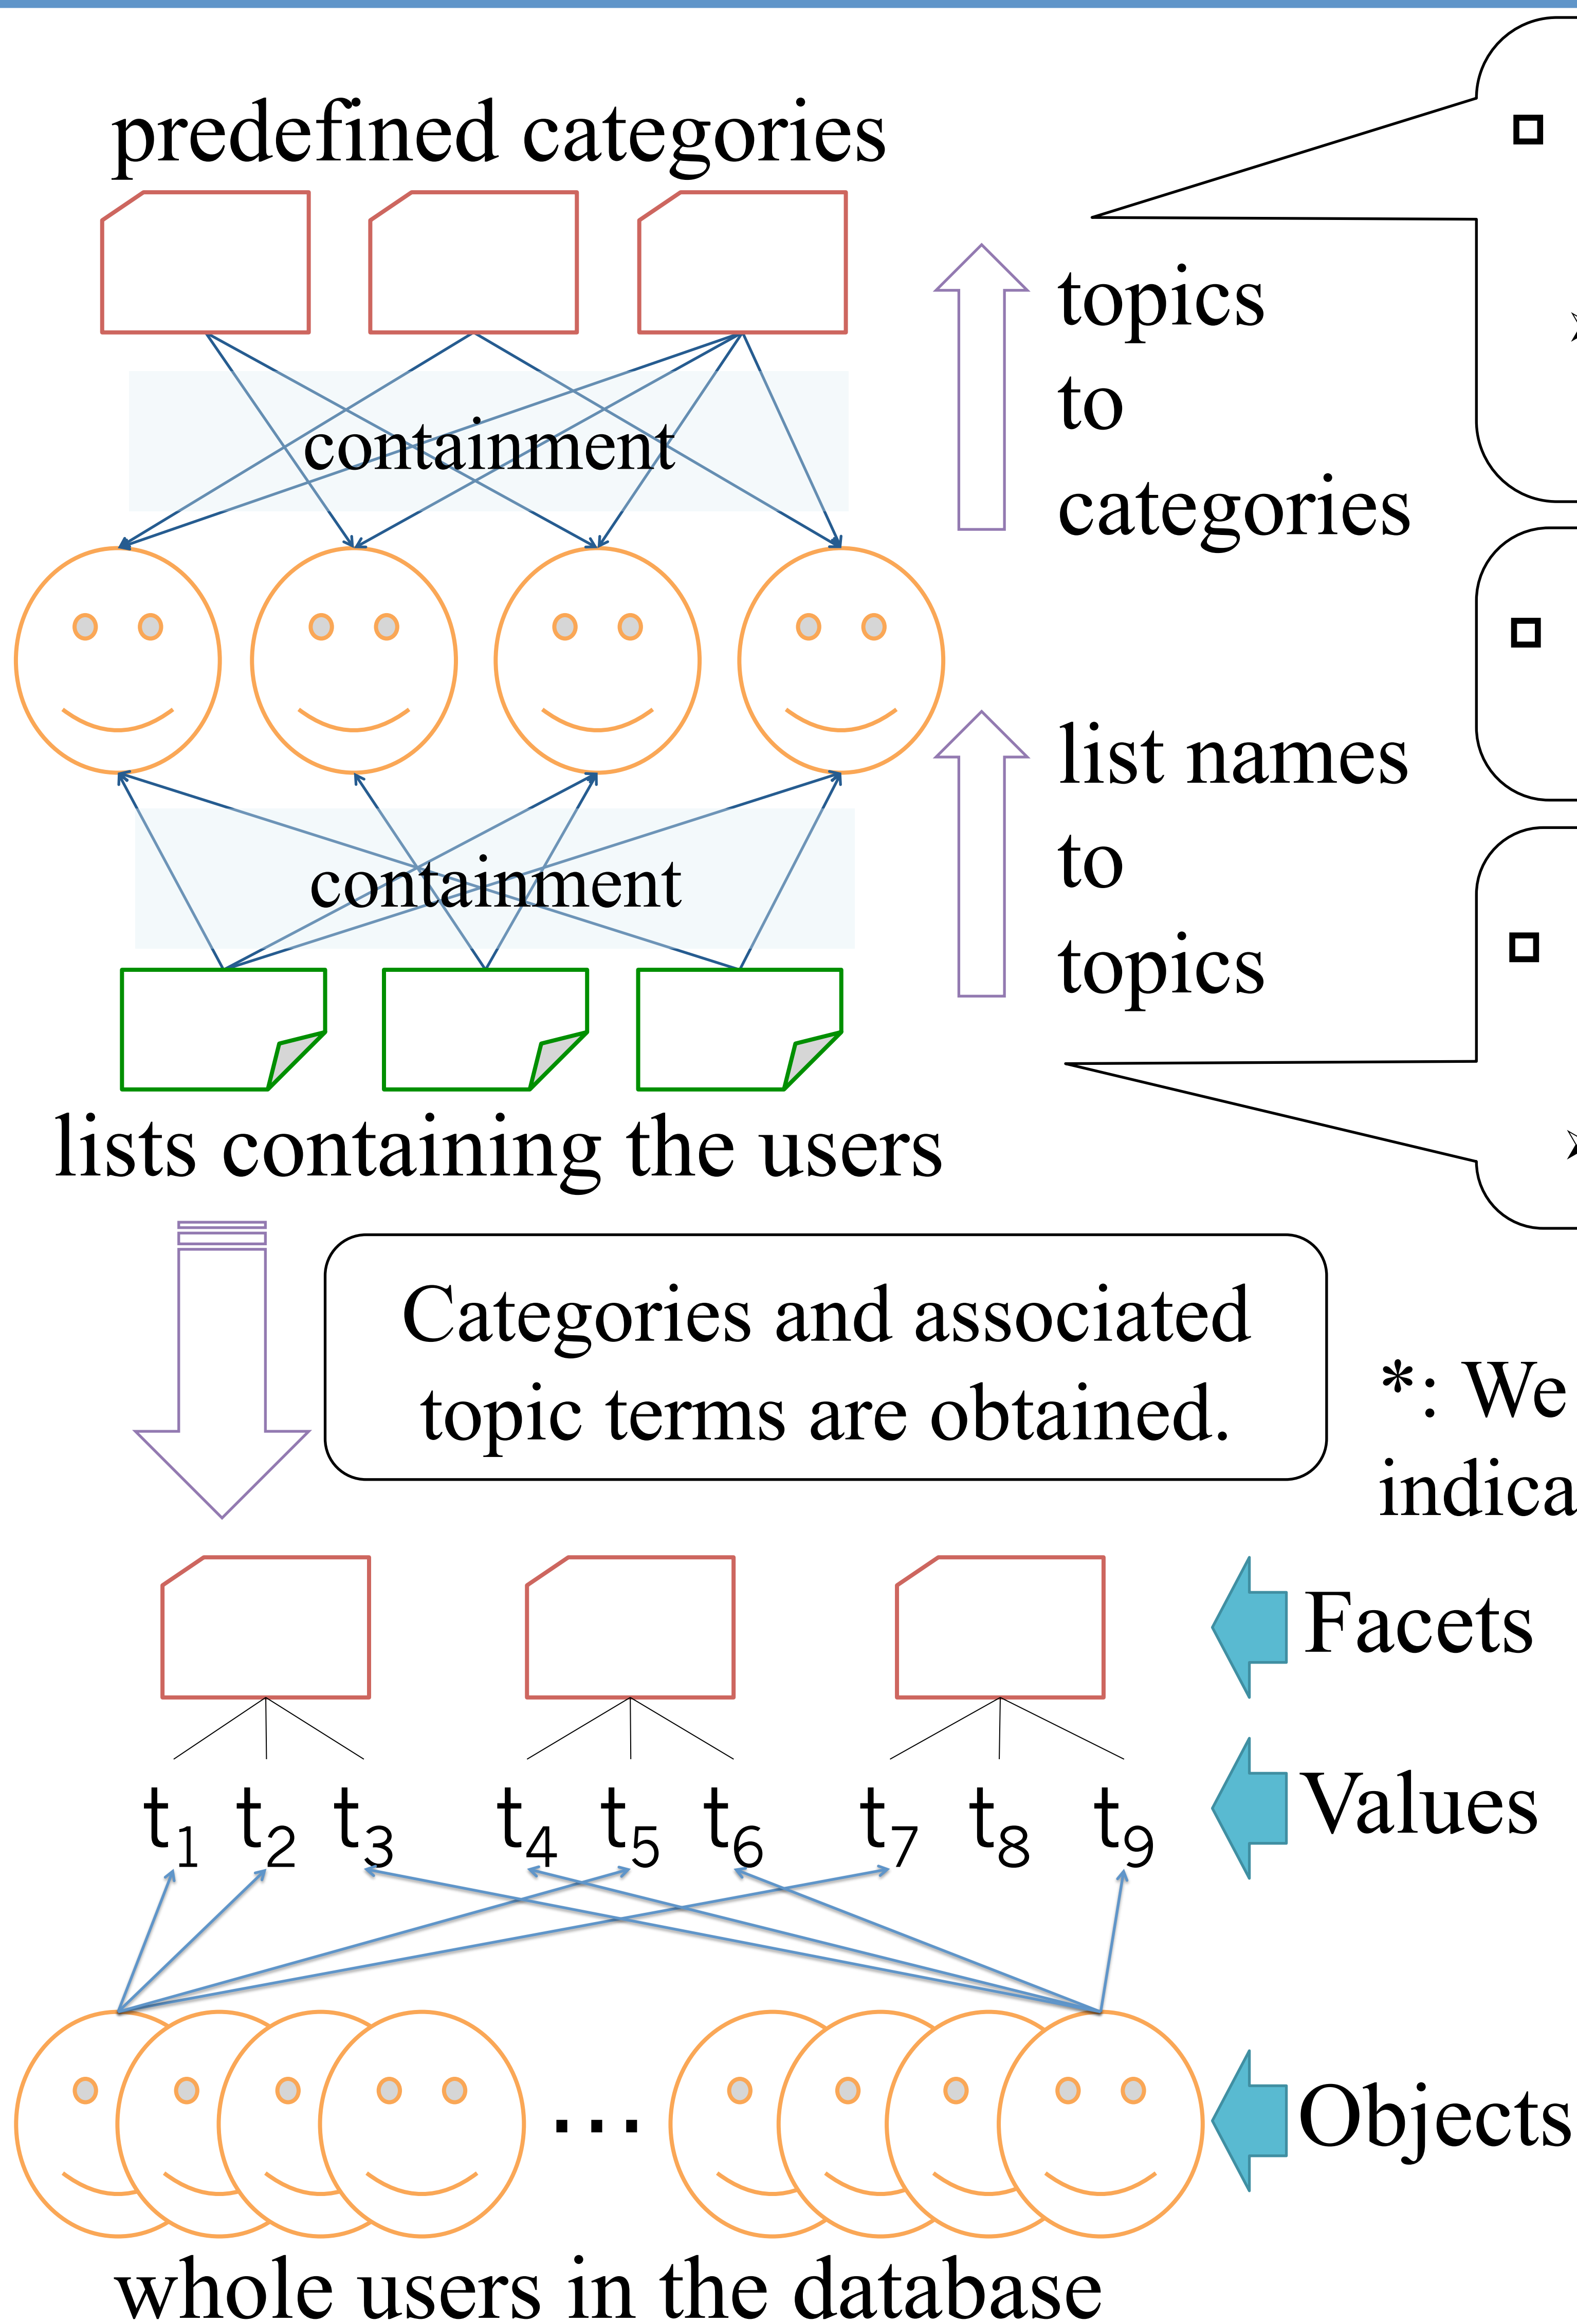 predefined categories
containment
topics
to
categories
containment
list names
to
topics
lists containing the users
Categories and associated
topic terms are obtained.
*: We
Facets
t1 t2 t3 t4 t5 t6 t7 t8 t9
Values
...
Objects
whole users in the database